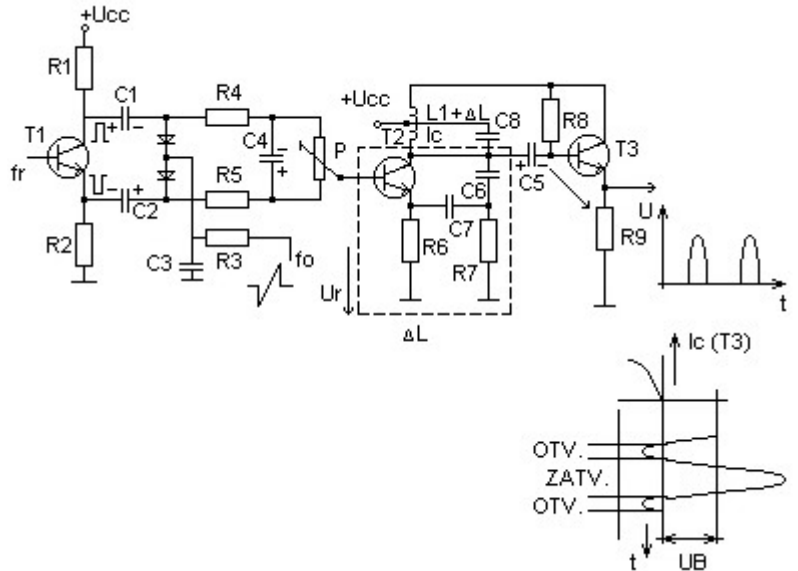 +Ucc
R1
C1
R4
+Ucc
L1+ΔL
Ic
C8
R8
T1
+ -
C4
-
+
P
T2
T3
fr
- +
C2
R5
C6
+
C5
C7
R2
R3
C3
fo
Ur
R6
R7
R9
U
t
ΔL
Ic (T3)
OTV.
ZATV.
OTV.
t
UB